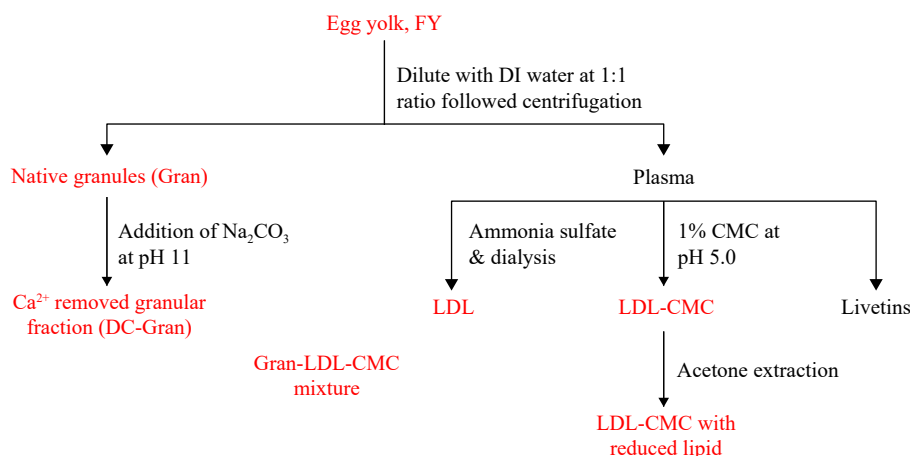 Egg yolk, FY
Dilute with DI water at 1:1
ratio followed centrifugation
Native granules (Gran)
Plasma
Addition of Na₂CO₃
at pH 11
Ammonia sulfate
& dialysis
1% CMC at
pH 5.0
Ca²⁺ removed granular
fraction (DC-Gran)
LDL
LDL-CMC
Livetins
Gran-LDL-CMC
mixture
Acetone extraction
LDL-CMC with
reduced lipid